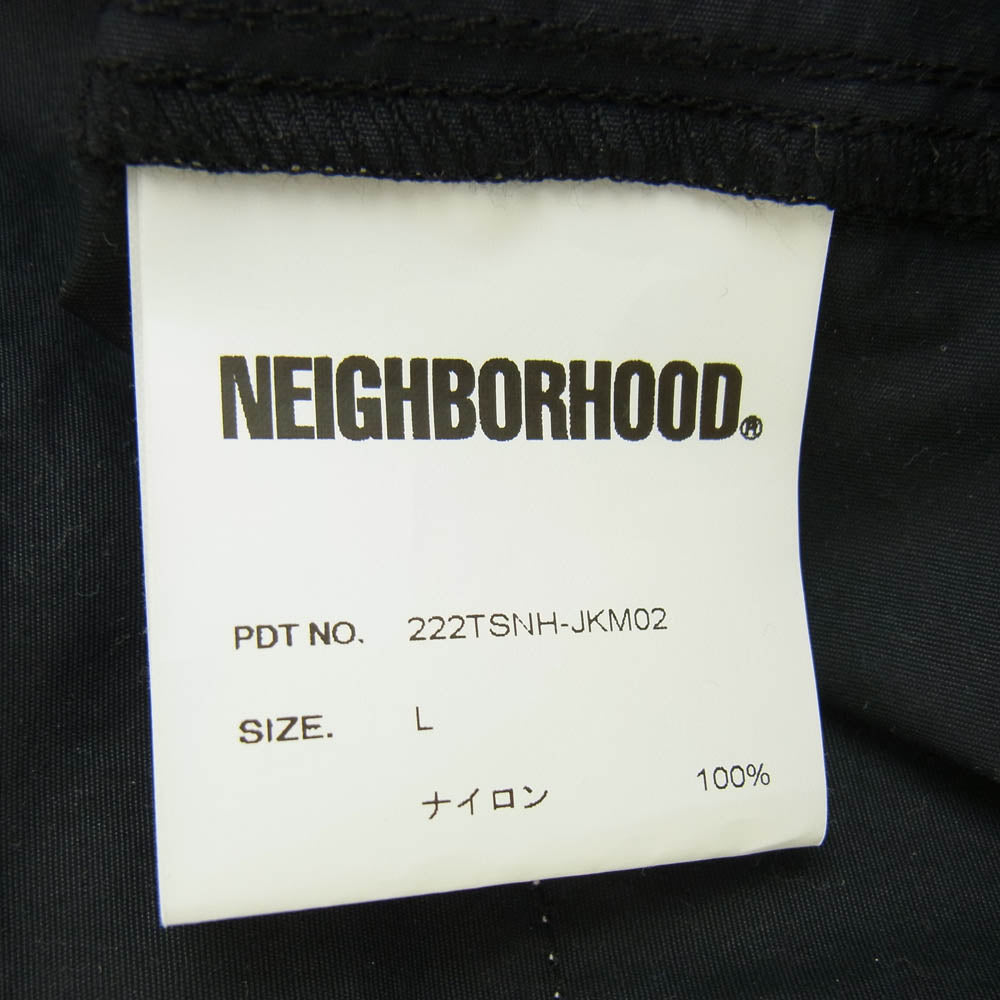 NEIGHBORHOOD®
PDT NO. 222TSNH-JKM02
SIZE. L
ナイロン 100%